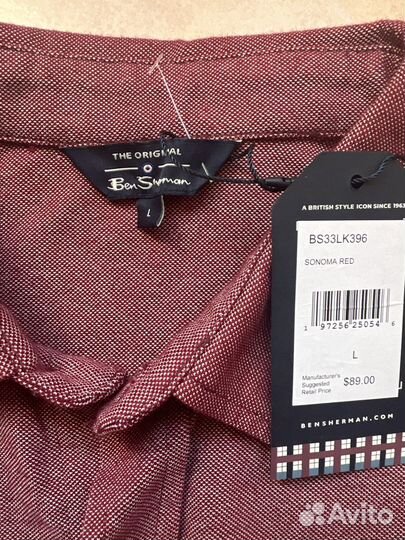 THE ORIGINAL
Ben Sherman
L
A BRITISH STYLE ICON SINCE 1963
BS33LK396
SONOMA RED
1 97256 25054 6
L
Manufacturer's
Suggested
Retail Price
$89.00
BENSHERMAN.COM
Avito